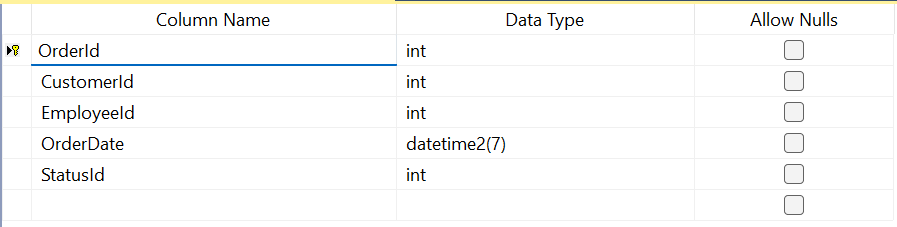 Column Name Data Type Allow Nulls
OrderId int
CustomerId int
EmployeeId int
OrderDate datetime2(7)
StatusId int